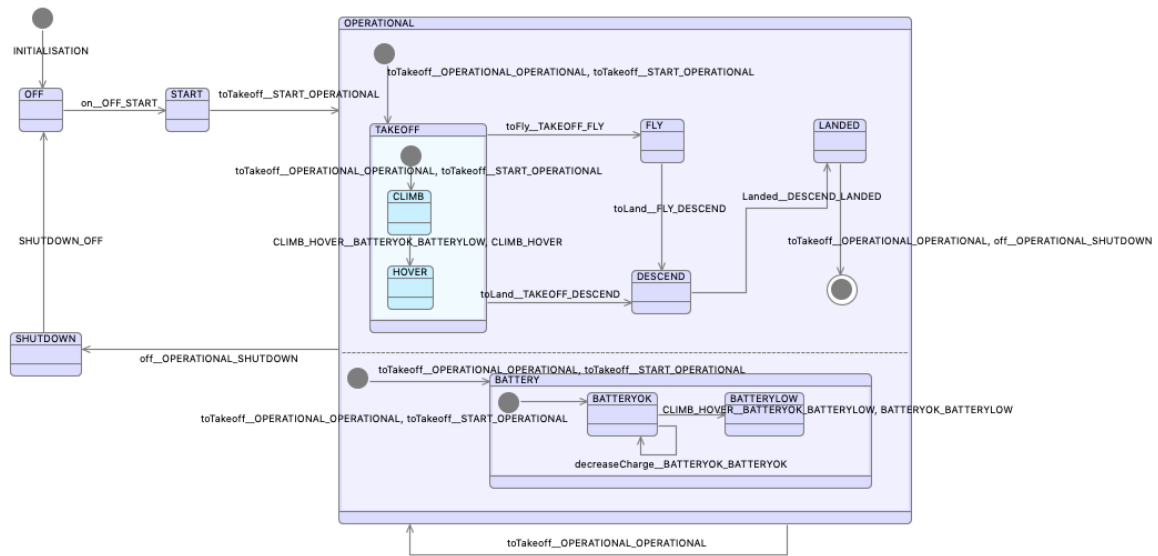 OPERATIONAL
INITIALISATION
toTakeoff__OPERATIONAL_OPERATIONAL, toTakeoff__START_OPERATIONAL
OFF
on__OFF_START
START
toTakeoff__START_OPERATIONAL
TAKEOFF
toFly__TAKEOFF_FLY
FLY
LANDED
toTakeoff__OPERATIONAL_OPERATIONAL, toTakeoff__START_OPERATIONAL
CLIMB
Landed__DESCEND_LANDED
toLand__FLY_DESCEND
SHUTDOWN_OFF
CLIMB_HOVER__BATTERYOK_BATTERYLOW, CLIMB_HOVER
toTakeoff__OPERATIONAL_OPERATIONAL, off__OPERATIONAL_SHUTDOWN
HOVER
DESCEND
toLand__TAKEOFF_DESCEND
SHUTDOWN
off__OPERATIONAL_SHUTDOWN
toTakeoff__OPERATIONAL_OPERATIONAL, toTakeoff__START_OPERATIONAL
BATTERY
BATTERYOK
BATTERYLOW
CLIMB_HOVER__BATTERYOK_BATTERYLOW, BATTERYOK_BATTERYLOW
toTakeoff__OPERATIONAL_OPERATIONAL, toTakeoff__START_OPERATIONAL
decreaseCharge__BATTERYOK_BATTERYOK
toTakeoff__OPERATIONAL_OPERATIONAL